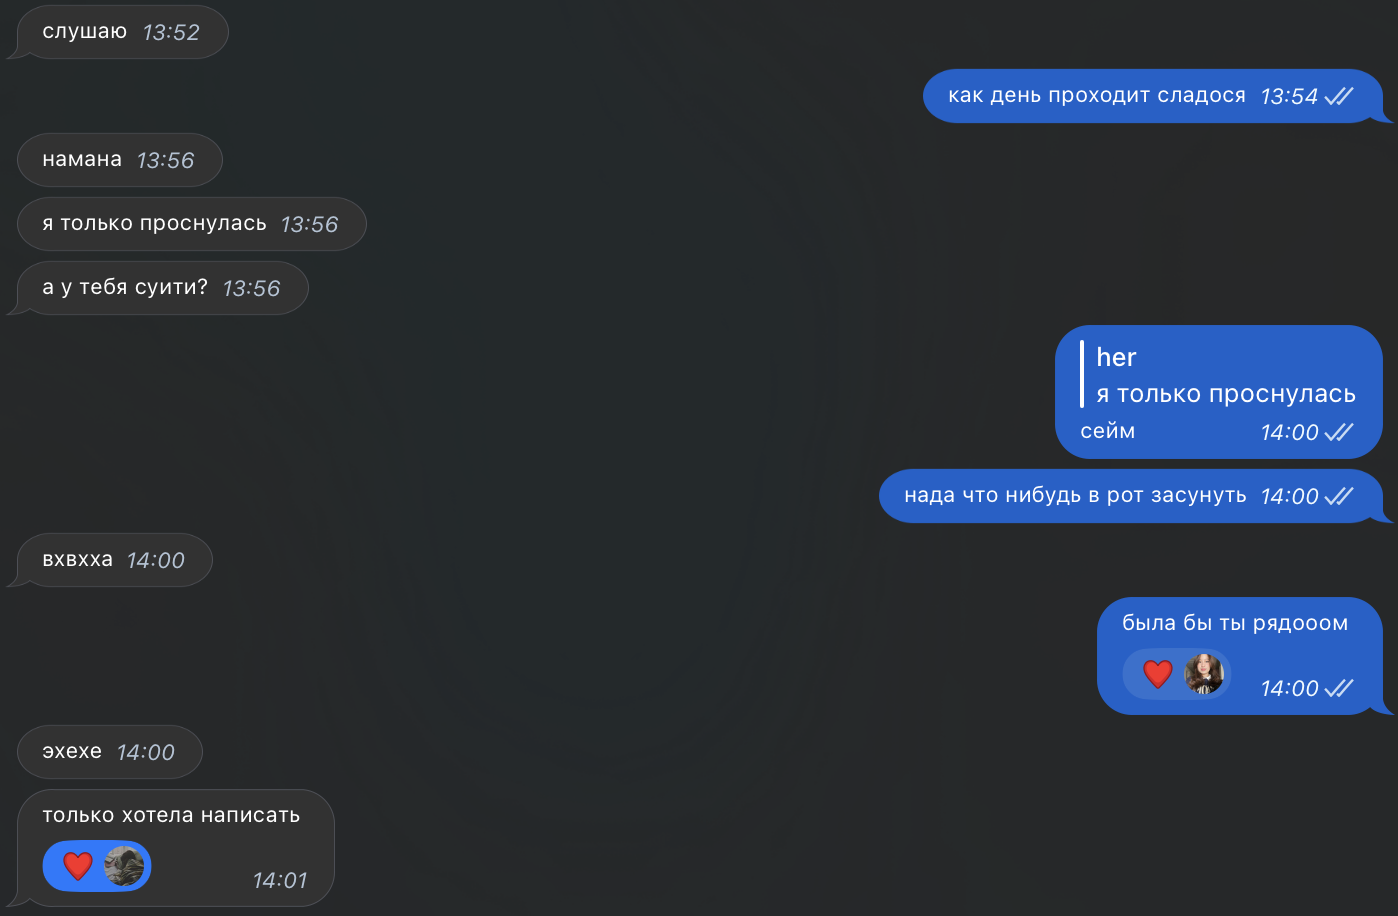 слушаю 13:52
как день проходит сладося 13:54
намана 13:56
я только проснулась 13:56
а у тебя суити? 13:56
her
я только проснулась
сейм 14:00
нада что нибудь в рот засунуть 14:00
вхвхха 14:00
была бы ты рядооом
14:00
эхехе 14:00
только хотела написать
14:01